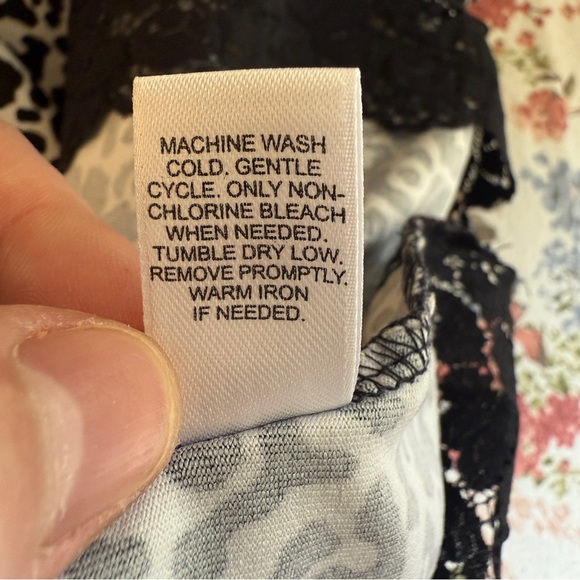 MACHINE WASH
COLD. GENTLE
CYCLE. ONLY NON-
CHLORINE BLEACH
WHEN NEEDED.
TUMBLE DRY LOW.
REMOVE PROMPTLY.
WARM IRON
IF NEEDED.